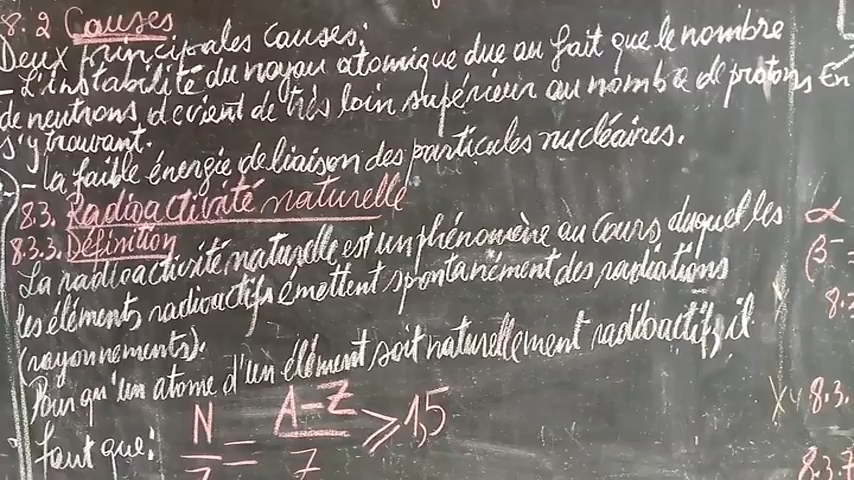 8.2 Causes
Deux principales causes:
- L'instabilité du noyau atomique due au fait que le nombre
de neutrons devient de très loin supérieur au nombre de protons
s'y trouvant.
- la faible énergie de liaison des particules nucléaires.
8.3. Radioactivité naturelle
8.3.3. Définition
La radioactivité naturelle est un phénomène au cours duquel les
les éléments radioactifs émettent spontanément des radiations
(rayonnements).
Pour qu'un atome d'un élément soit naturellement radioactif, il
faut que: N/Z = A-Z/Z ≥ 1,5
En
α
β⁻ =
8.3
X 8.3.
8.3.7